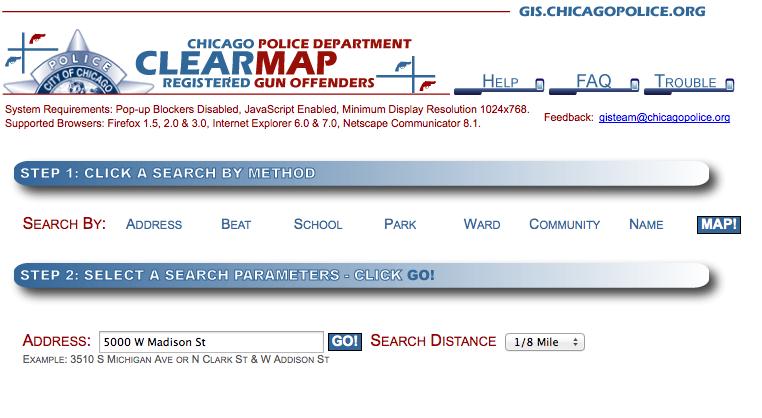 GIS.CHICAGOPOLICE.ORG
POLICE
CITY OF CHICAGO
CHICAGO POLICE DEPARTMENT
CLEARMAP
REGISTERED GUN OFFENDERS
HELP FAQ TROUBLE
System Requirements: Pop-up Blockers Disabled, JavaScript Enabled, Minimum Display Resolution 1024x768.
Supported Browsers: Firefox 1.5, 2.0 & 3.0, Internet Explorer 6.0 & 7.0, Netscape Communicator 8.1.
Feedback: gisteam@chicagopolice.org
STEP 1: CLICK A SEARCH BY METHOD
SEARCH BY: ADDRESS BEAT SCHOOL PARK WARD COMMUNITY NAME MAP!
STEP 2: SELECT A SEARCH PARAMETERS - CLICK GO!
ADDRESS: 5000 W Madison St GO! SEARCH DISTANCE 1/8 Mile
EXAMPLE: 3510 S MICHIGAN AVE OR N CLARK ST & W ADDISON ST